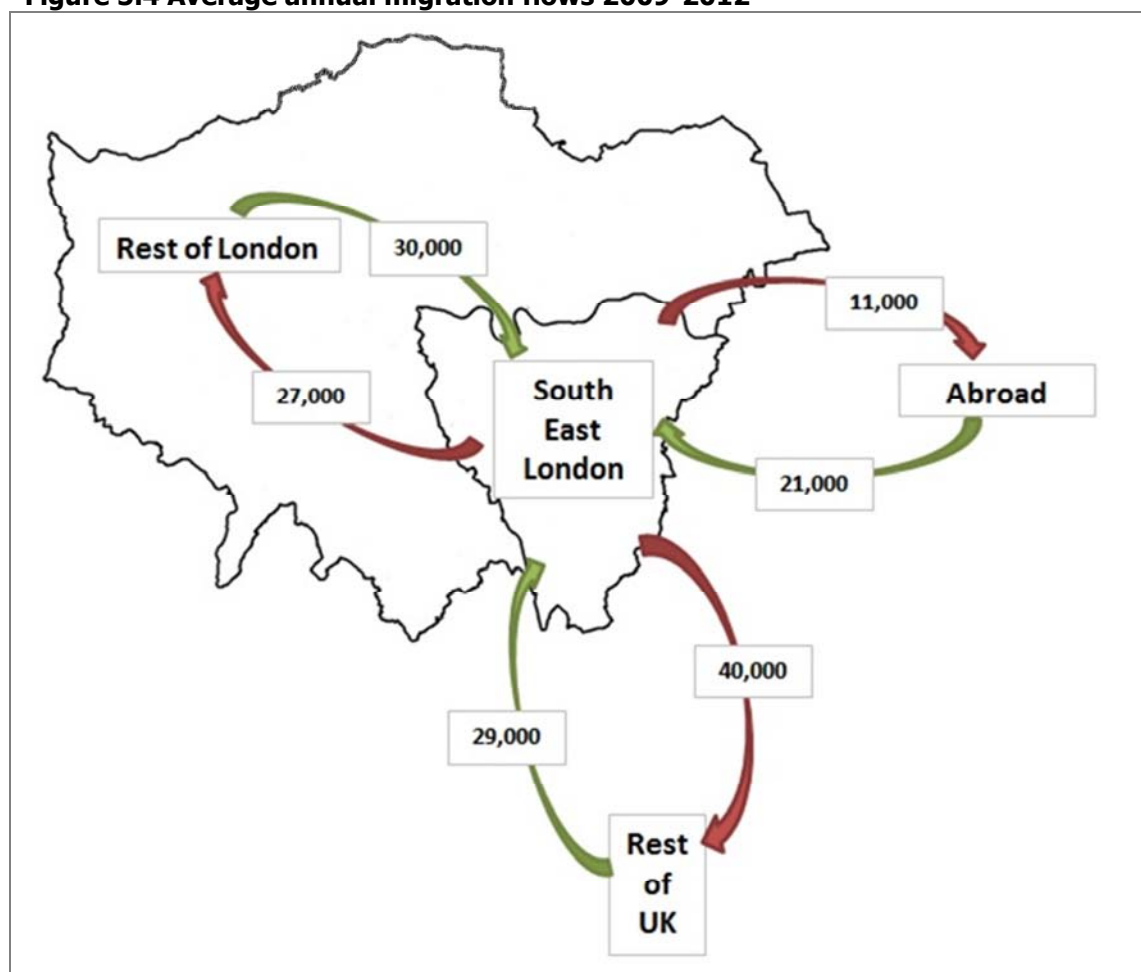 Figure 3.4 Average annual migration flows 2009-2012
Rest of London
30,000
11,000
27,000
South
East
London
Abroad
21,000
40,000
29,000
Rest
of
UK